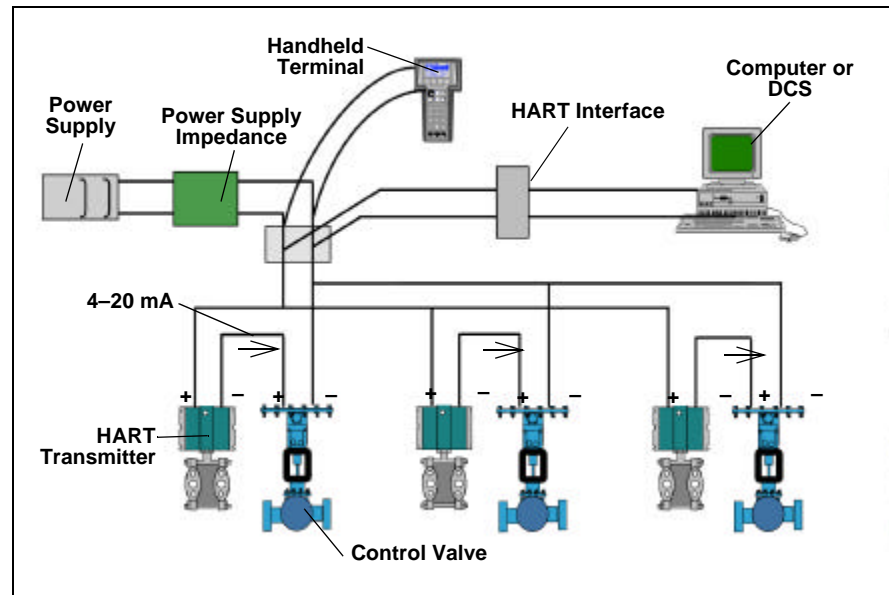 Handheld
Terminal
Computer or
DCS
Power
Supply
Power Supply
Impedance
HART Interface
4–20 mA
+ – + –
+ – + –
+ – + –
HART
Transmitter
Control Valve